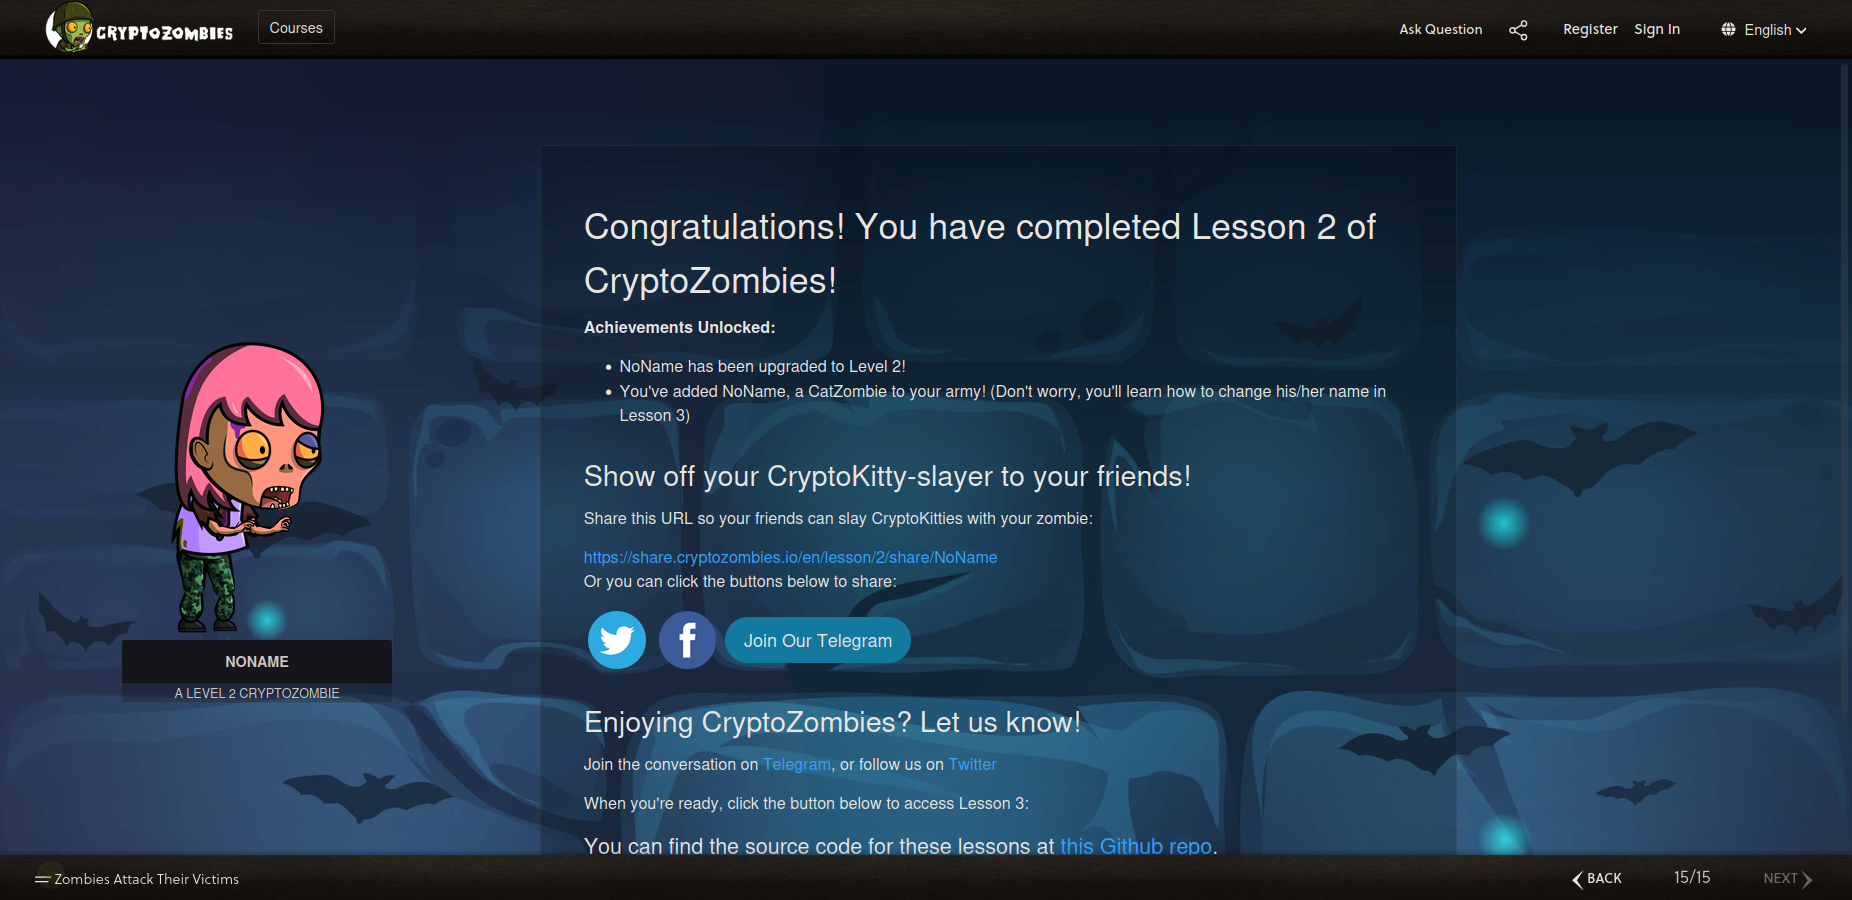 CRYPTOZOMBIES
Courses
Ask Question
Register
Sign In
English
Congratulations! You have completed Lesson 2 of
CryptoZombies!
Achievements Unlocked:
NoName has been upgraded to Level 2!
You've added NoName, a CatZombie to your army! (Don't worry, you'll learn how to change his/her name in
Lesson 3)
Show off your CryptoKitty-slayer to your friends!
Share this URL so your friends can slay CryptoKitties with your zombie:
https://share.cryptozombies.io/en/lesson/2/share/NoName
Or you can click the buttons below to share:
Join Our Telegram
NONAME
A LEVEL 2 CRYPTOZOMBIE
Enjoying CryptoZombies? Let us know!
Join the conversation on Telegram, or follow us on Twitter
When you're ready, click the button below to access Lesson 3:
You can find the source code for these lessons at this Github repo.
Zombies Attack Their Victims
BACK
15/15
NEXT